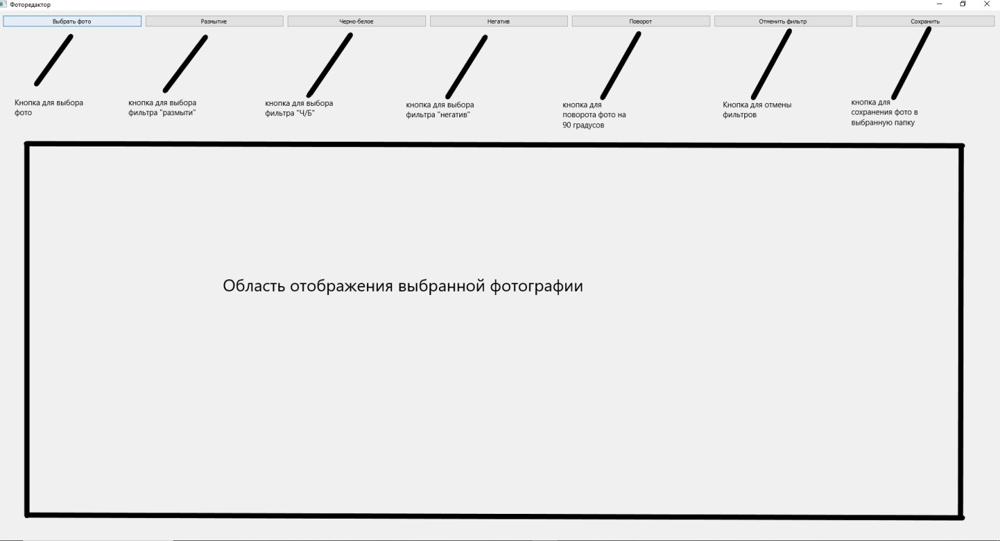 Фоторедактор
Выбрать фото
Размытие
Черно-белое
Негатив
Поворот
Отменить фильтр
Сохранить
Кнопка для выбора
фото
кнопка для выбора
фильтра "размыти"
кнопка для выбора
фильтра "Ч/Б"
кнопка для выбора
фильтра "негатив"
кнопка для
поворота фото на
90 градусов
Кнопка для отмены
фильтров
кнопка для
сохранения фото в
выбранную папку
Область отображения выбранной фотографии